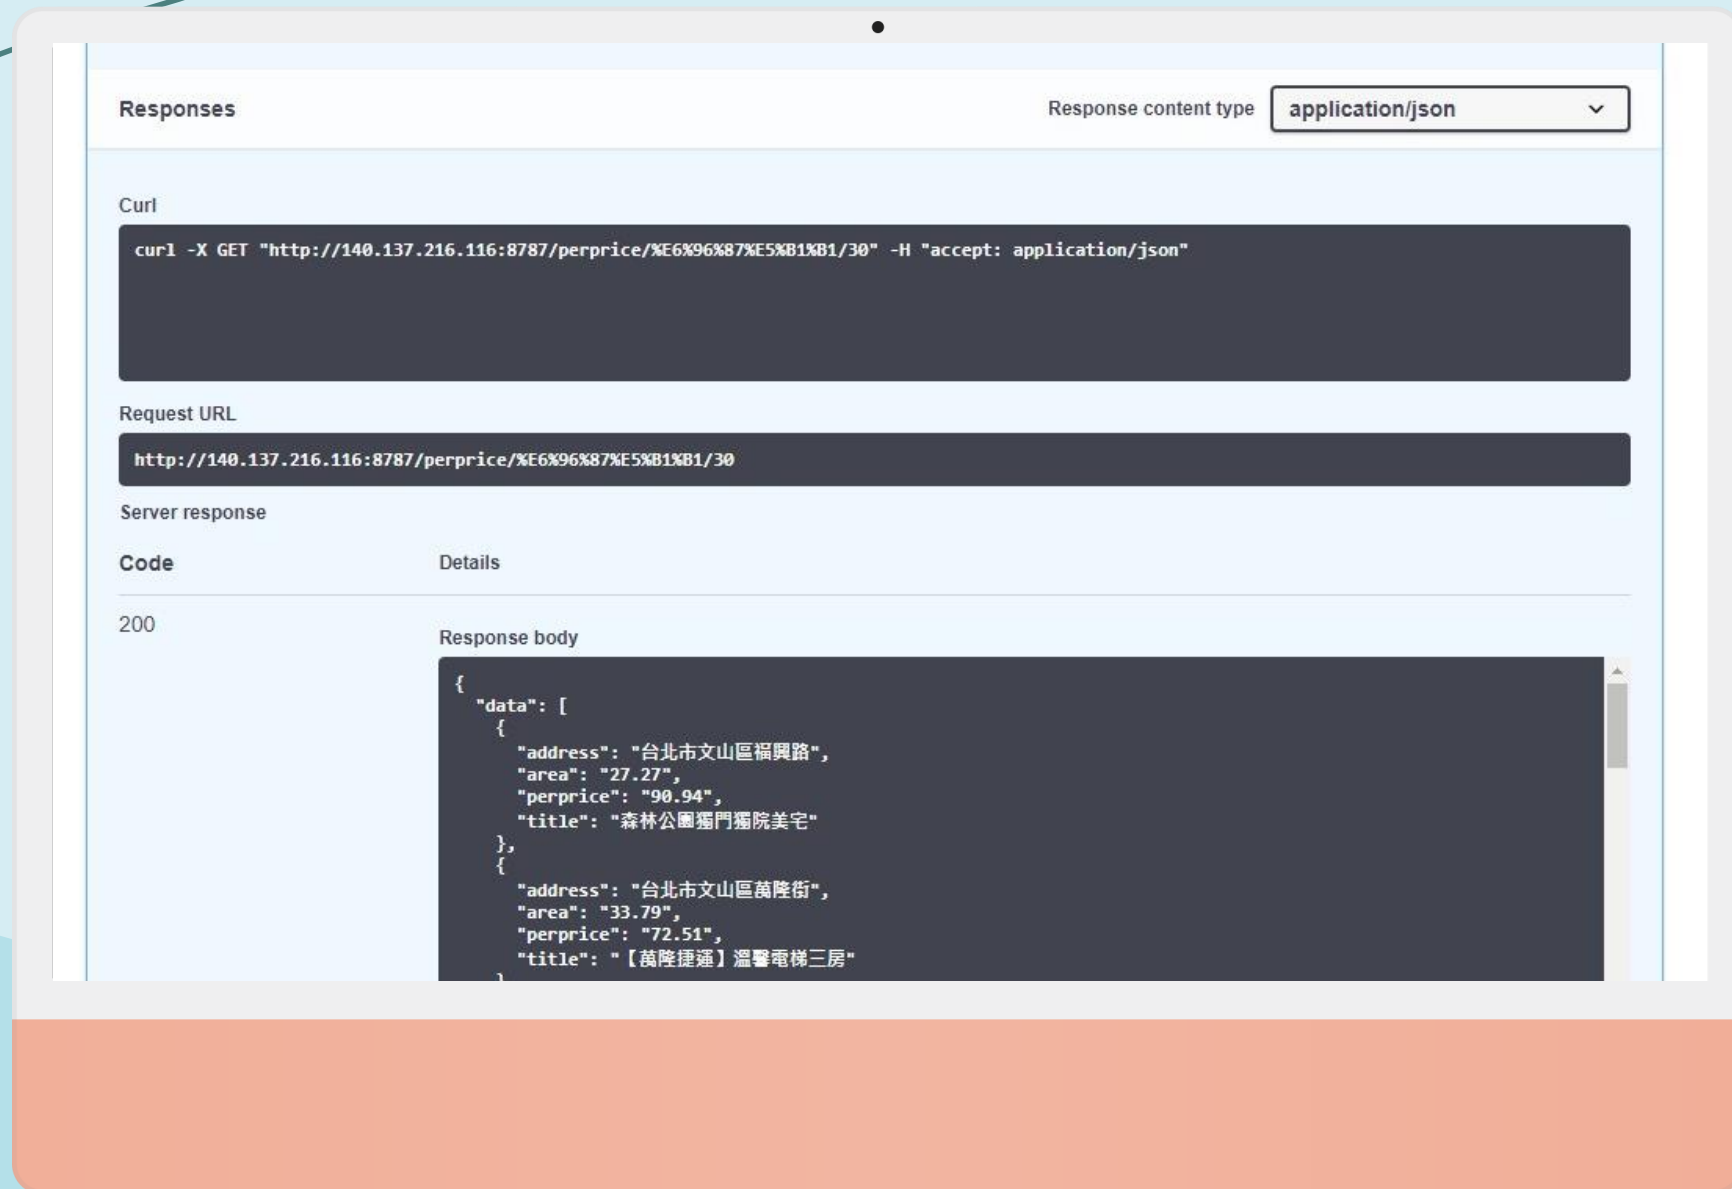 Responses
Response content type
application/json
Curl
curl -X GET "http://140.137.216.116:8787/perprice/%E6%96%87%E5%B1%B1/30" -H "accept: application/json"
Request URL
http://140.137.216.116:8787/perprice/%E6%96%87%E5%B1%B1/30
Server response
Code
Details
200
Response body
{
"data": [
{
"address": "台北市文山區福興路",
"area": "27.27",
"perprice": "90.94",
"title": "森林公園獨門獨院美宅"
},
{
"address": "台北市文山區萬隆街",
"area": "33.79",
"perprice": "72.51",
"title": "【萬隆捷運】溫馨電梯三房"
}